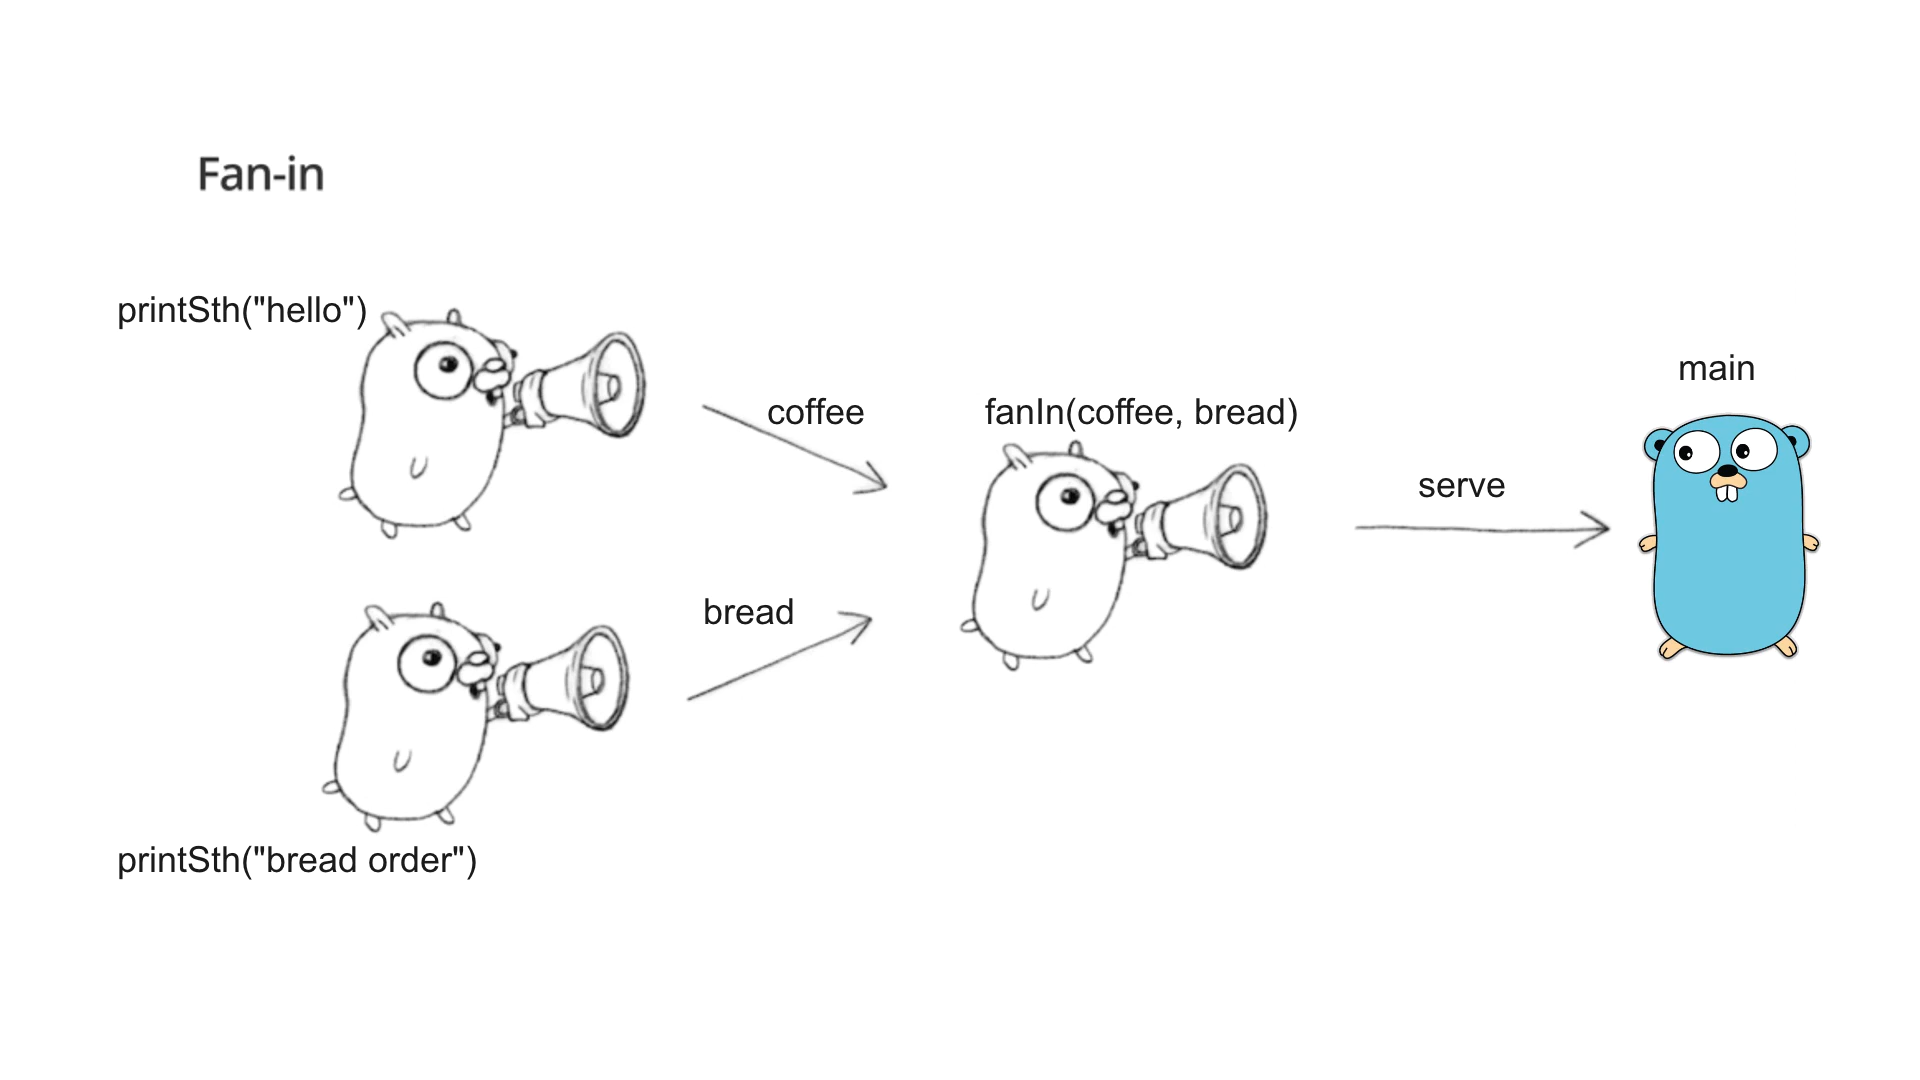 Fan-in
printSth("hello")
coffee
fanIn(coffee, bread)
main
serve
bread
printSth("bread order")